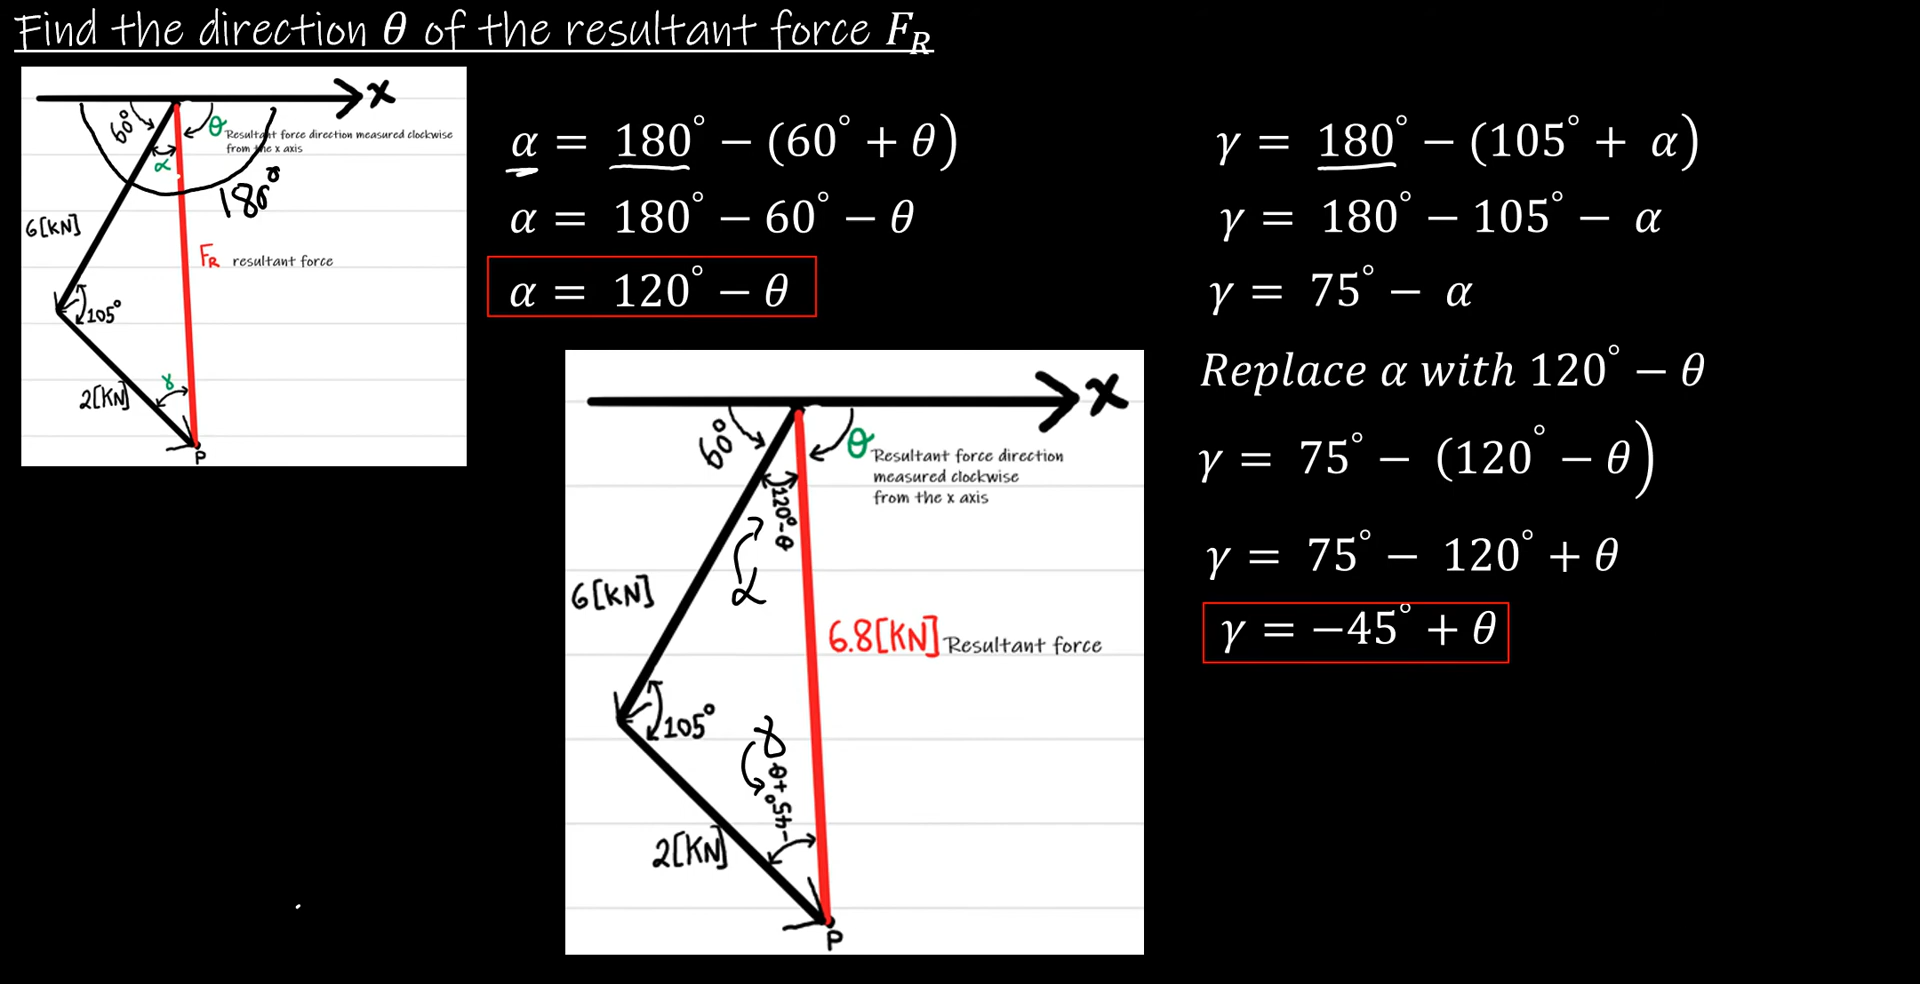 Find the direction θ of the resultant force F_R
x
60°
θ
Resultant force direction measured clockwise
from the x axis
α
180°
6[KN]
F_R resultant force
105°
γ
2[KN]
P
α = 180° − (60° + θ)
α = 180° − 60° − θ
α = 120° − θ
x
60°
θ
Resultant force direction
measured clockwise
from the x axis
120°-θ
α
6[KN]
6.8[KN] Resultant force
105°
γ
-45°+θ
2[KN]
P
γ = 180° − (105° + α)
γ = 180° − 105° − α
γ = 75° − α
Replace α with 120° − θ
γ = 75° − (120° − θ)
γ = 75° − 120° + θ
γ = −45° + θ